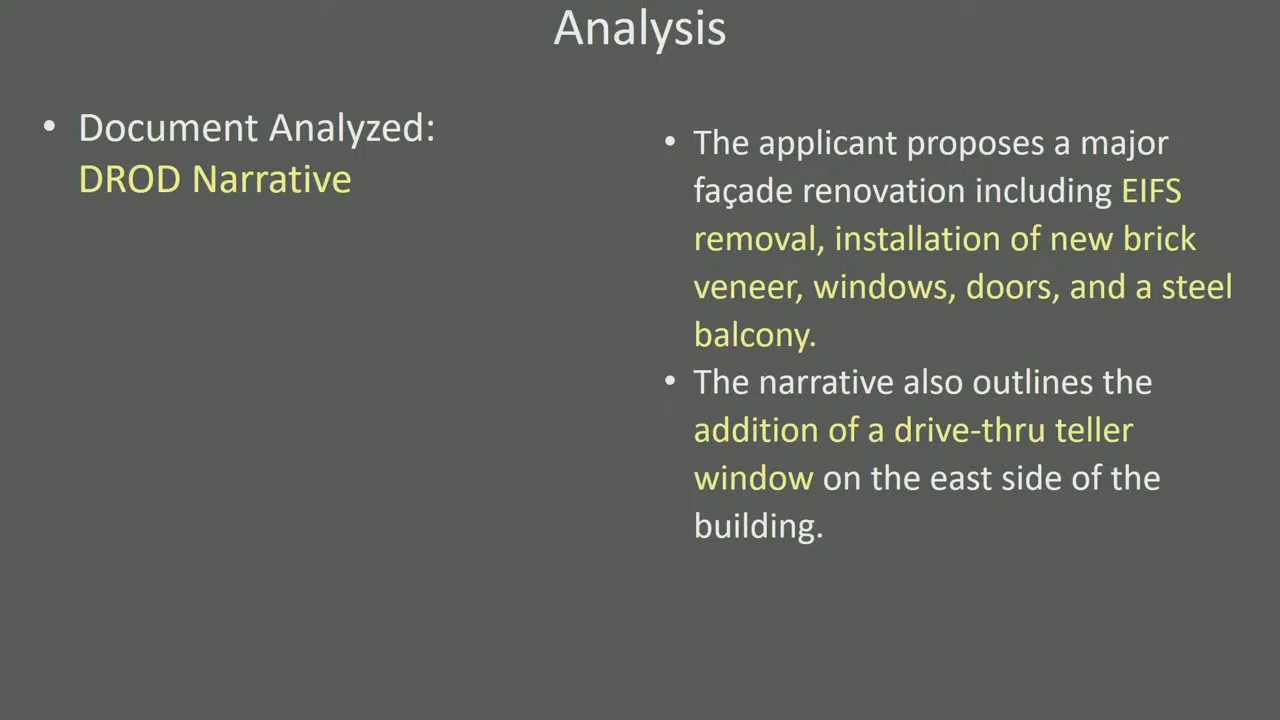 Analysis
• Document Analyzed:
DROD Narrative
• The applicant proposes a major
façade renovation including EIFS
removal, installation of new brick
veneer, windows, doors, and a steel
balcony.
• The narrative also outlines the
addition of a drive-thru teller
window on the east side of the
building.